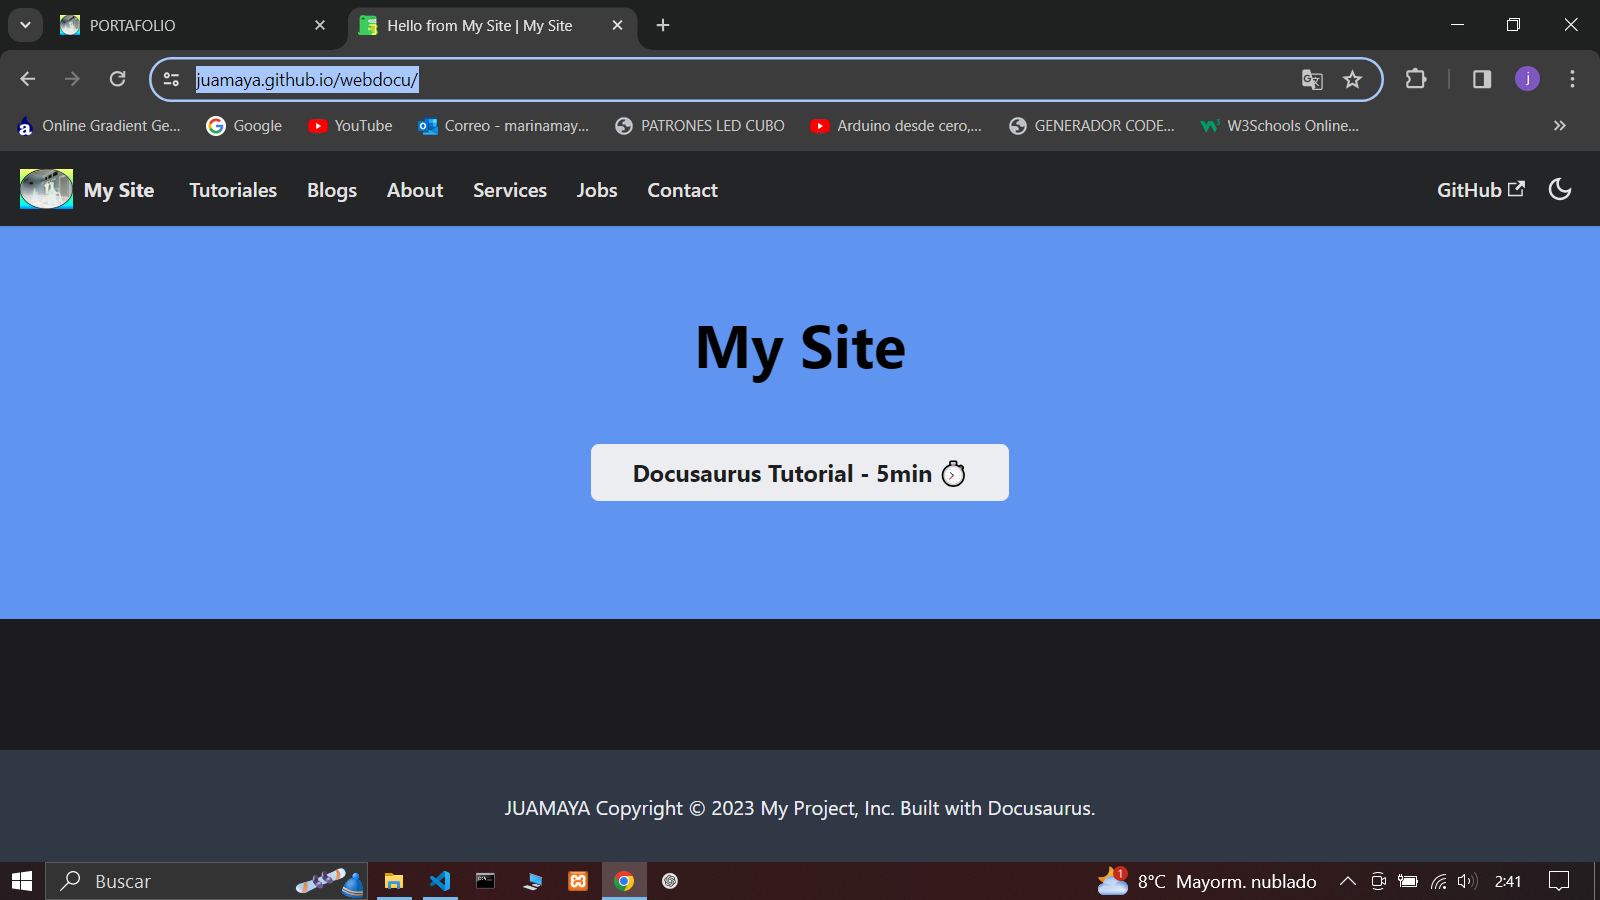 PORTAFOLIO
Hello from My Site | My Site
juamaya.github.io/webdocu/
j
Online Gradient Ge...
Google
YouTube
Correo - marinamay...
PATRONES LED CUBO
Arduino desde cero,...
GENERADOR CODE...
W3Schools Online...
My Site
Tutoriales
Blogs
About
Services
Jobs
Contact
GitHub
My Site
Docusaurus Tutorial - 5min
JUAMAYA Copyright © 2023 My Project, Inc. Built with Docusaurus.
Buscar
1
8°C Mayorm. nublado
2:41